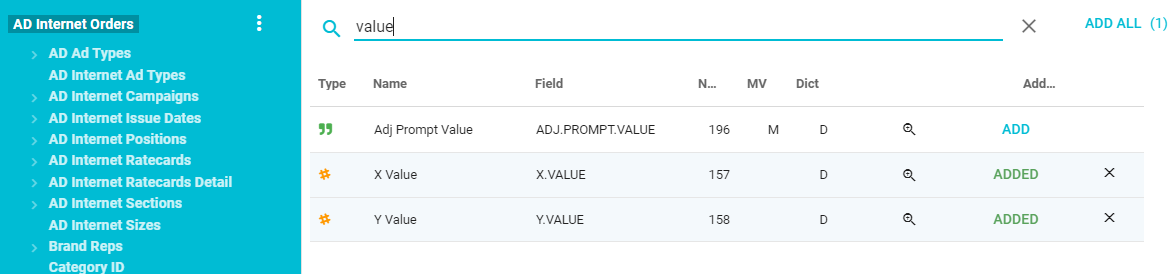 AD Internet Orders
AD Ad Types
AD Internet Ad Types
AD Internet Campaigns
AD Internet Issue Dates
AD Internet Positions
AD Internet Ratecards
AD Internet Ratecards Detail
AD Internet Sections
AD Internet Sizes
Brand Reps
Category ID
value
ADD ALL (1)
Type Name Field N... MV Dict Add...
Adj Prompt Value ADJ.PROMPT.VALUE 196 M D ADD
X Value X.VALUE 157 D ADDED
Y Value Y.VALUE 158 D ADDED